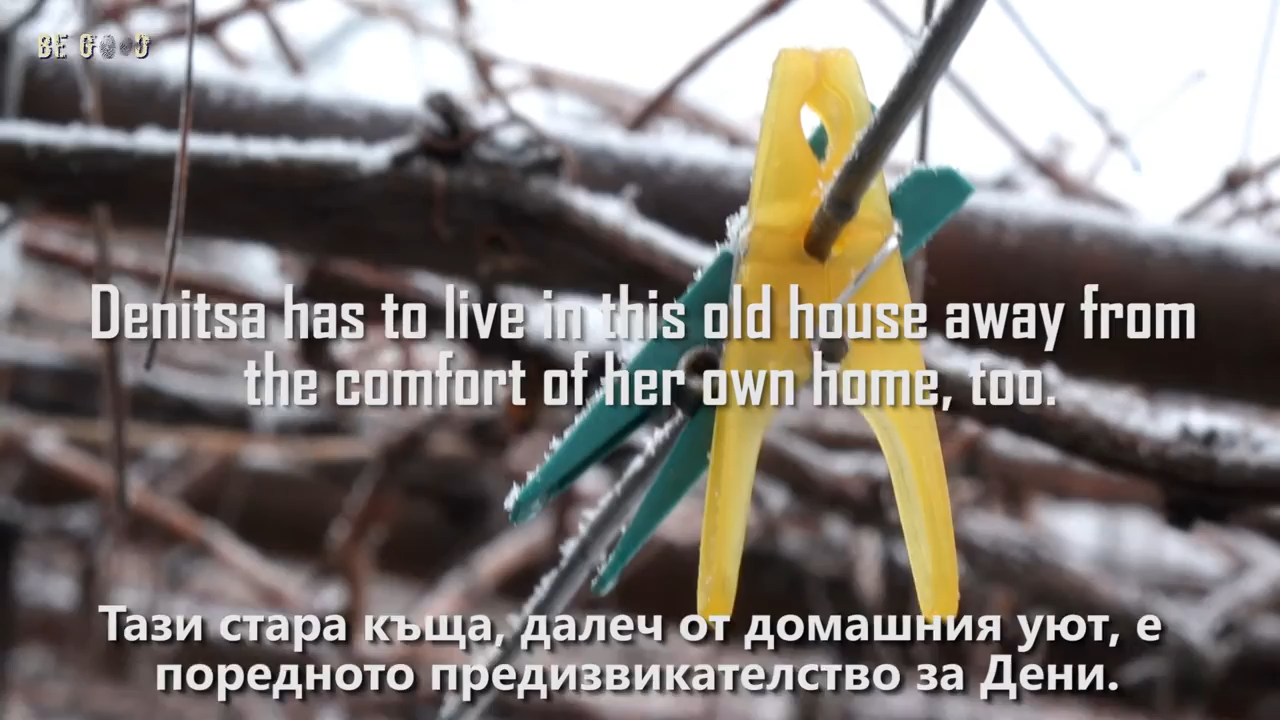 BE GOOD
Denitsa has to live in this old house away from
the comfort of her own home, too.
Тази стара къща, далеч от домашния уют, е
поредното предизвикателство за Дени.